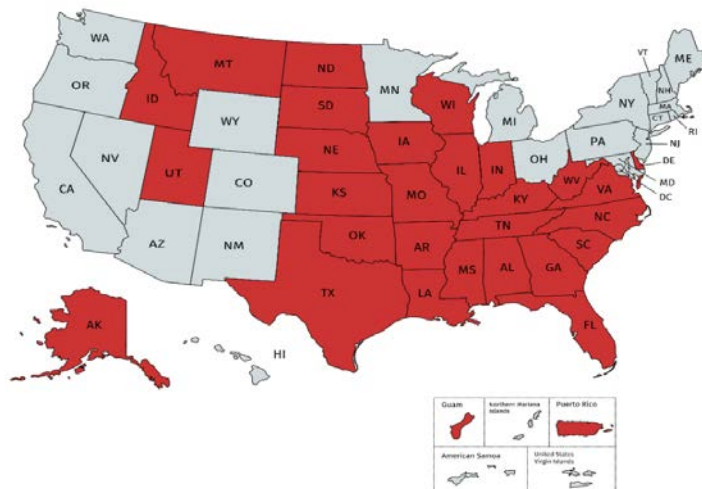 WA
OR
CA
NV
ID
MT
WY
UT
AZ
CO
NM
ND
SD
NE
KS
OK
TX
MN
IA
MO
AR
LA
WI
IL
MI
IN
OH
KY
TN
MS
AL
GA
FL
SC
NC
VA
WV
PA
NY
VT
NH
ME
MA
CT
RI
NJ
DE
MD
DC
AK
HI
Guam
Northern Mariana
Islands
Puerto Rico
American Samoa
United States
Virgin Islands